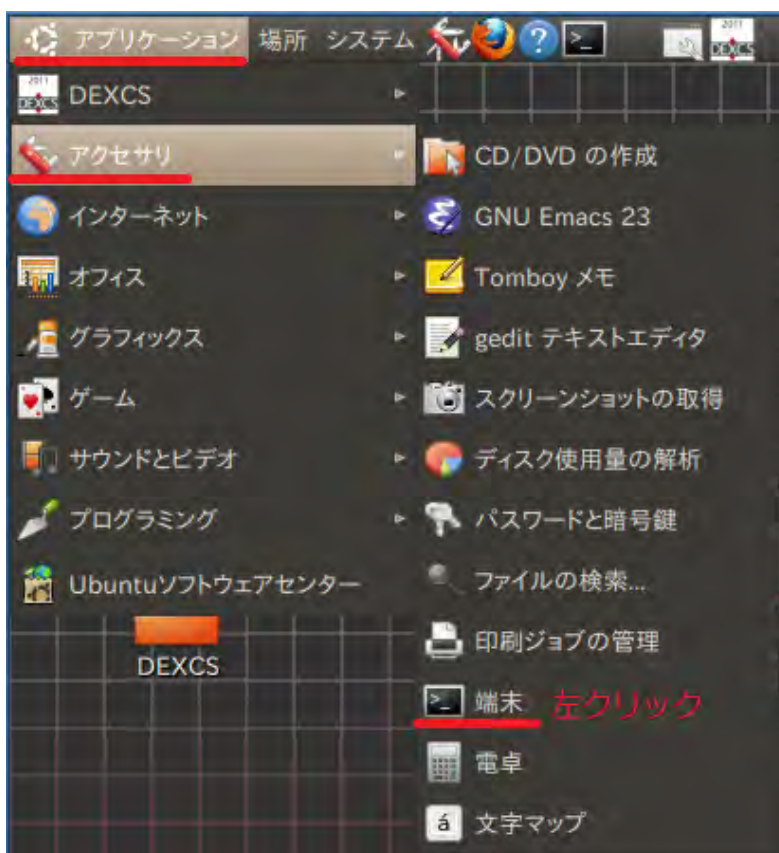 アプリケーション 場所 システム
2011
DEXCS
2011
DEXCS
DEXCS
アクセサリ
インターネット
オフィス
グラフィックス
ゲーム
サウンドとビデオ
プログラミング
Ubuntuソフトウェアセンター
DEXCS
CD/DVD の作成
GNU Emacs 23
Tomboy メモ
gedit テキストエディタ
スクリーンショットの取得
ディスク使用量の解析
パスワードと暗号鍵
ファイルの検索...
印刷ジョブの管理
端末 左クリック
電卓
á 文字マップ